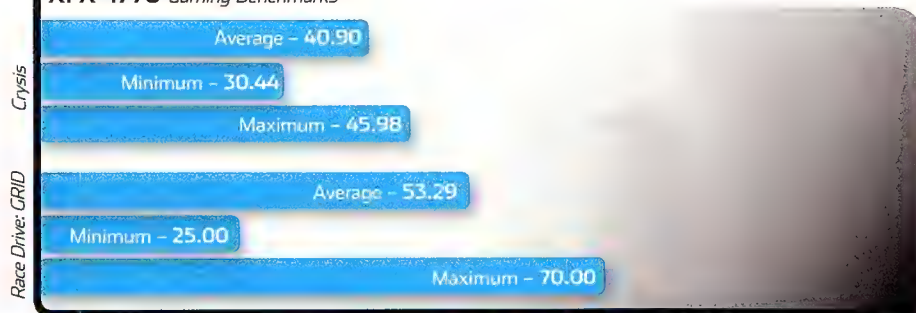 Gaming Benchmarks
Crysis
Average – 40.90
Minimum – 30.44
Maximum – 45.98
Race Drive: GRID
Average – 53.29
Minimum – 25.00
Maximum – 70.00